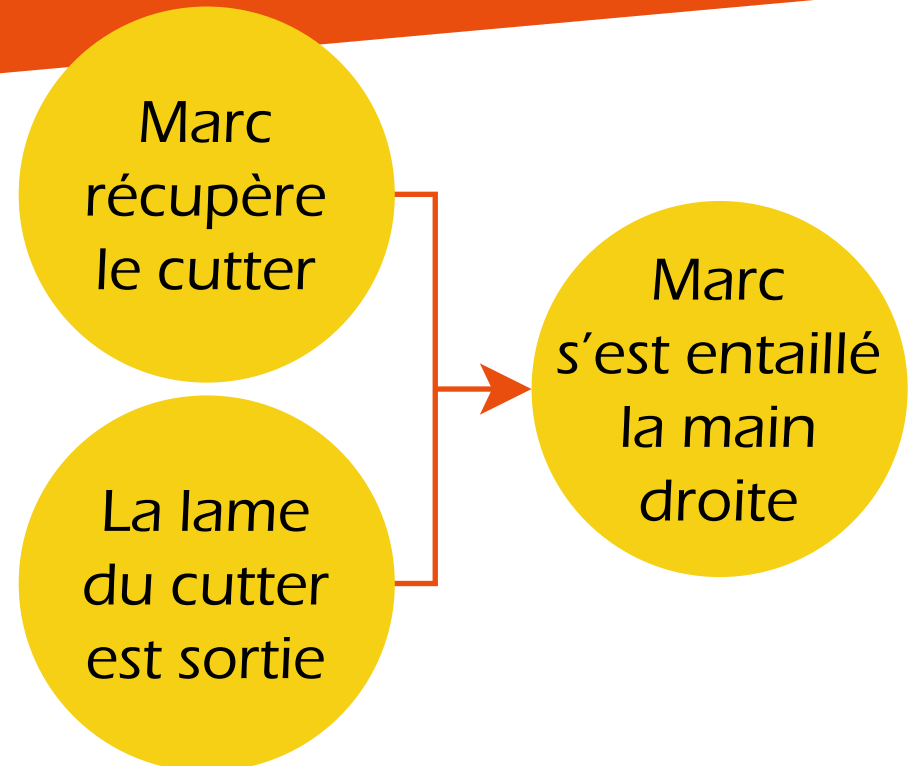 Marc
récupère
le cutter
La lame
du cutter
est sortie
Marc
s’est entaillé
la main
droite